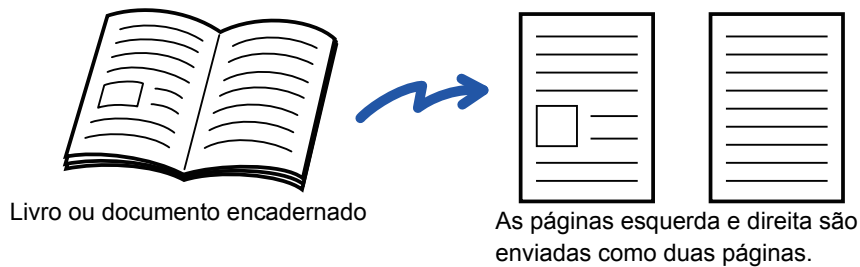 Livro ou documento encadernado
As páginas esquerda e direita são
enviadas como duas páginas.